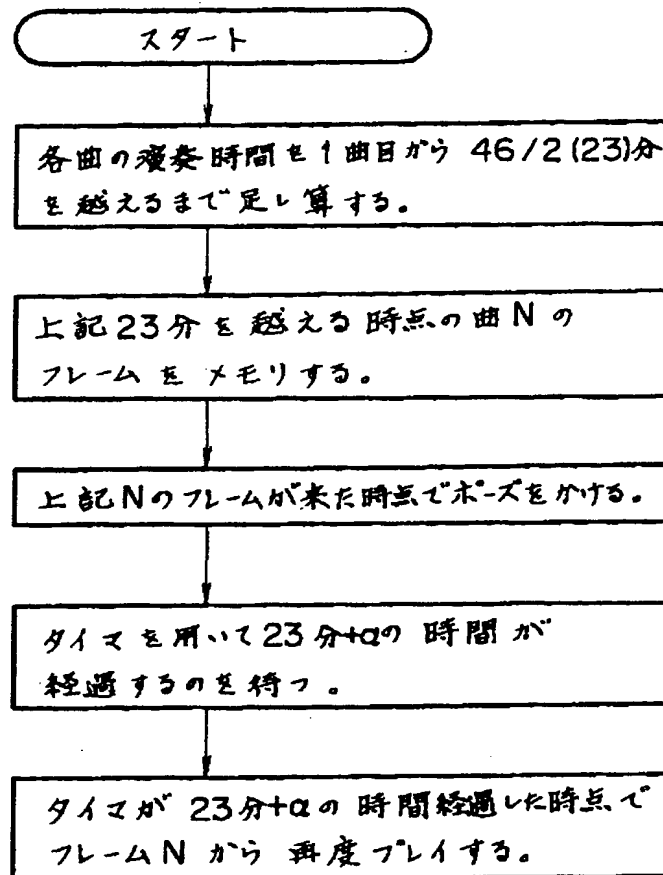 スタート
各曲の演奏時間を1曲目から 46/2(23)分
を越えるまで足し算する。
上記23分を越える時点の曲Nの
フレームをメモリする。
上記Nのフレームが来た時点でポーズをかける。
タイマを用いて23分+αの時間が
経過するのを待つ。
タイマが 23分+αの時間経過した時点で
フレームN から 再度プレイする。